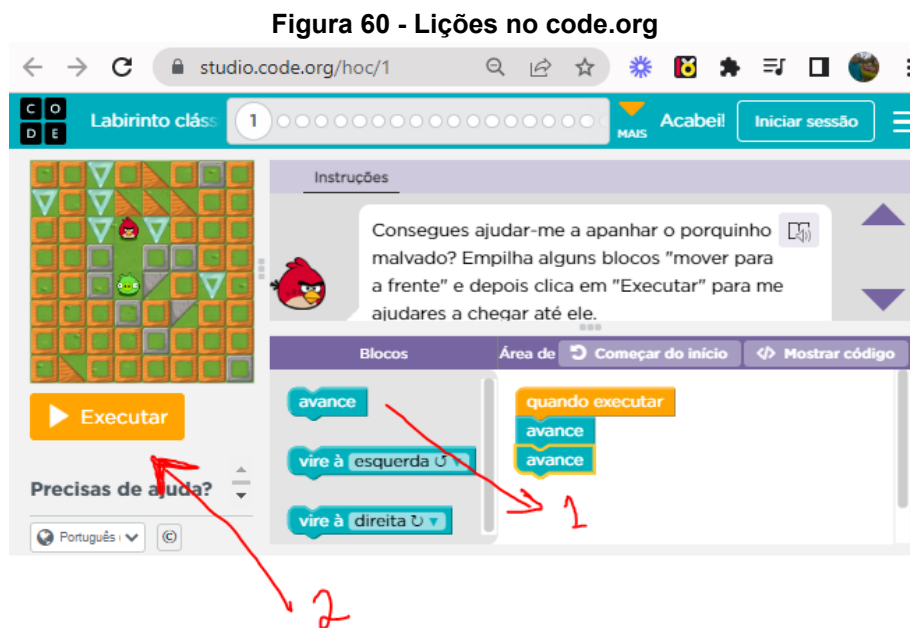 Figura 60 - Lições no code.org
studio.code.org/hoc/1
C O
D E
Labirinto cláss
1
MAIS
Acabei!
Iniciar sessão
Instruções
Consegues ajudar-me a apanhar o porquinho
malvado? Empilha alguns blocos "mover para
a frente" e depois clica em "Executar" para me
ajudares a chegar até ele.
Blocos
Área de
Começar do início
Mostrar código
Executar
avance
vire à esquerda
vire à direita
quando executar
avance
avance
Precisas de ajuda?
Português
©
1
2